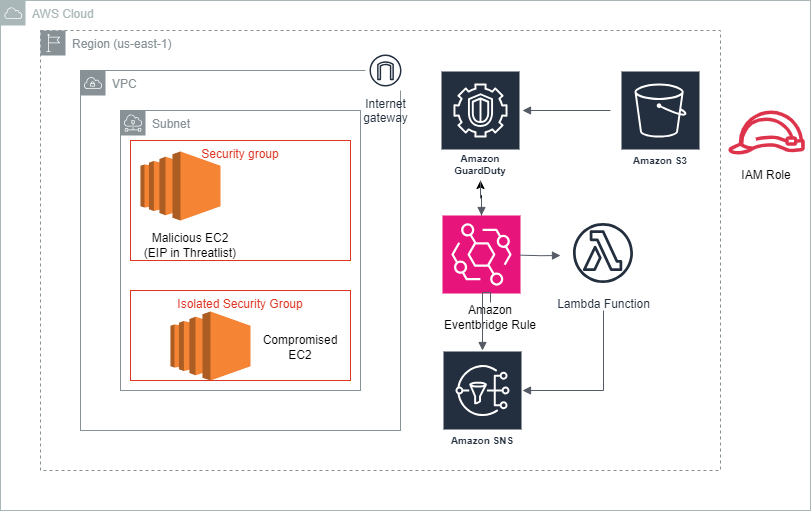 AWS Cloud
Region (us-east-1)
VPC
Internet
gateway
Subnet
Security group
Malicious EC2
(EIP in Threatlist)
Isolated Security Group
Compromised
EC2
Amazon
GuardDuty
Amazon S3
IAM Role
Amazon
Eventbridge Rule
Lambda Function
Amazon SNS